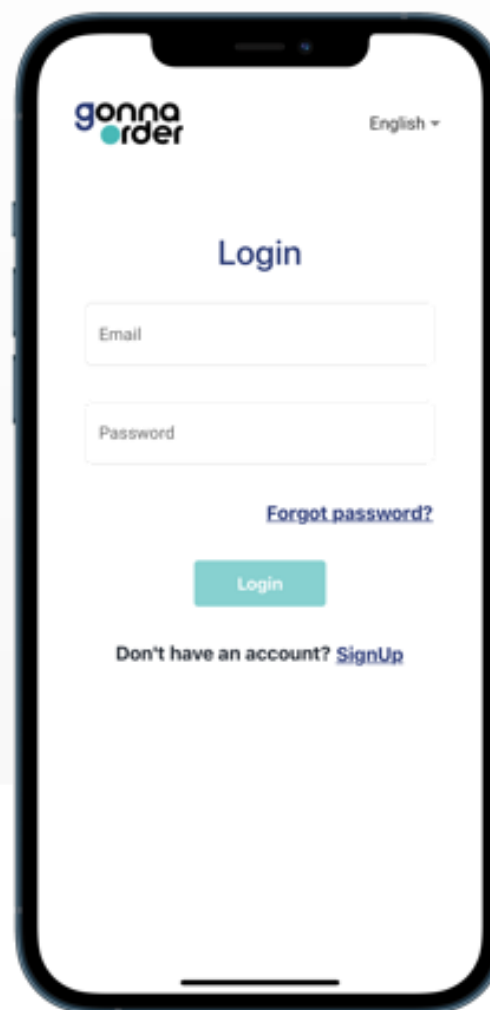 gonna
order
English
Login
Email
Password
Forgot password?
Login
Don't have an account? SignUp